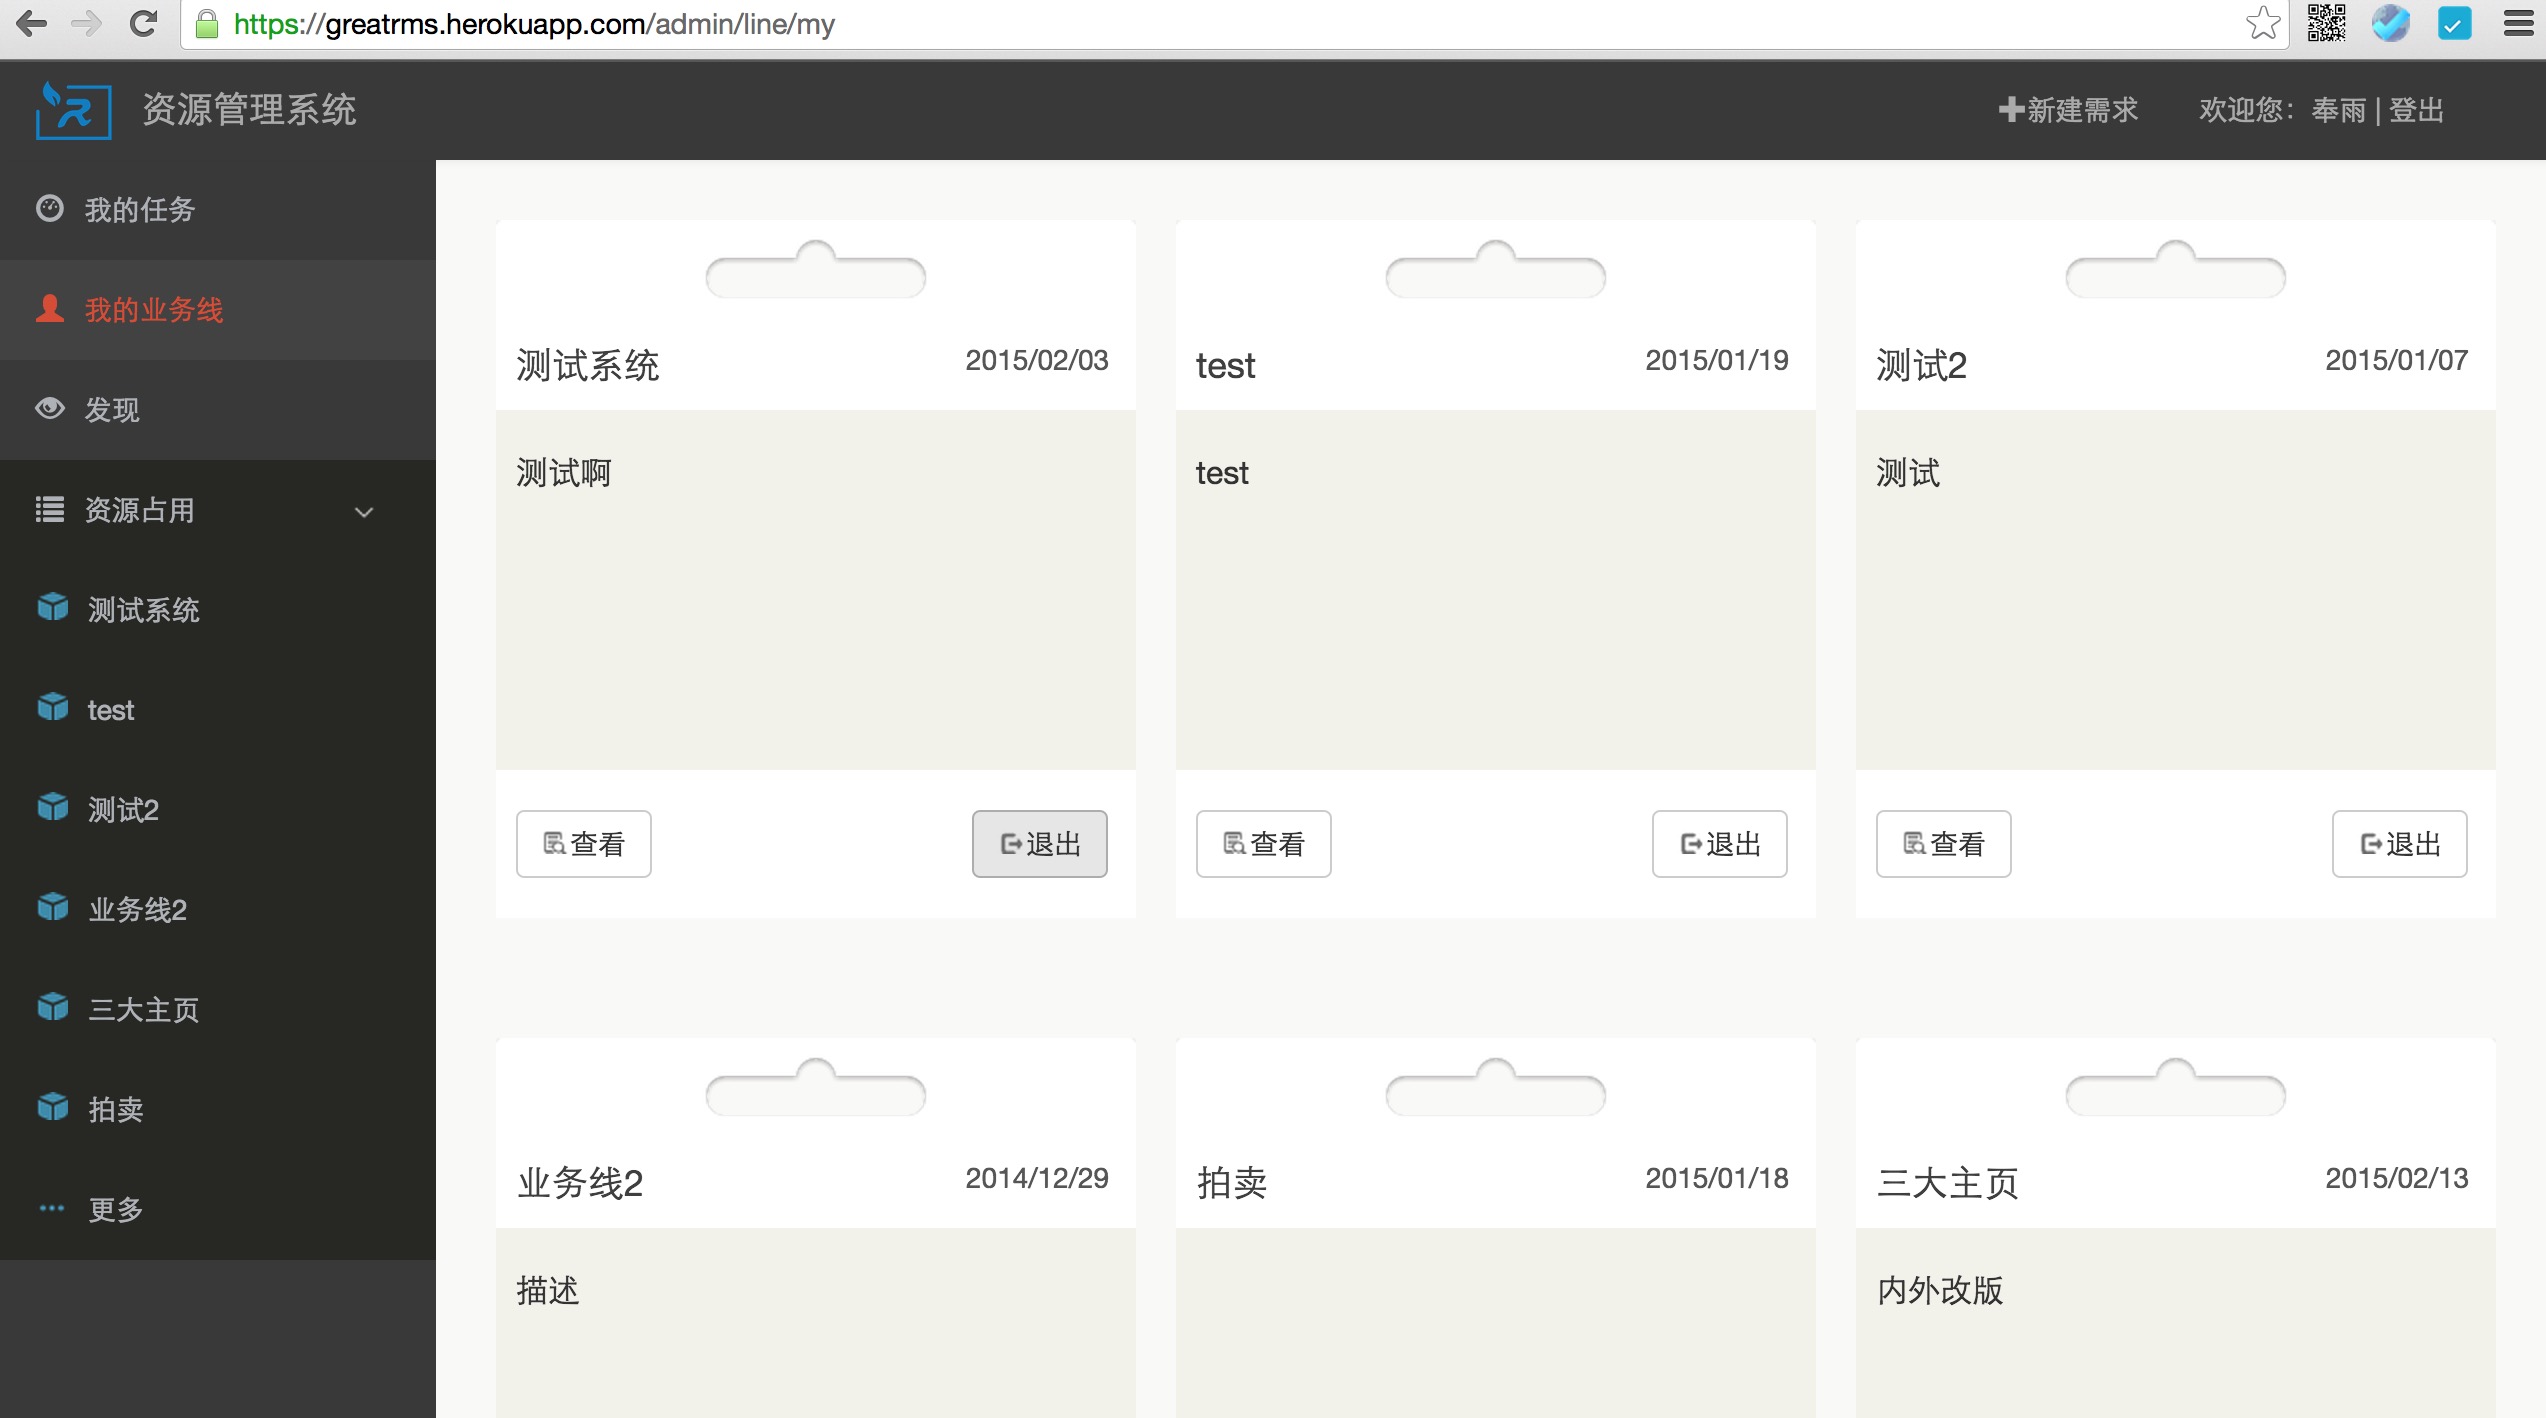 https://greatrms.herokuapp.com/admin/line/my
资源管理系统
新建需求
欢迎您：奉雨 | 登出
我的任务
我的业务线
发现
资源占用
测试系统
test
测试2
业务线2
三大主页
拍卖
更多
测试系统 2015/02/03
测试啊
查看 退出
test 2015/01/19
test
查看 退出
测试2 2015/01/07
测试
查看 退出
业务线2 2014/12/29
描述
拍卖 2015/01/18
三大主页 2015/02/13
内外改版